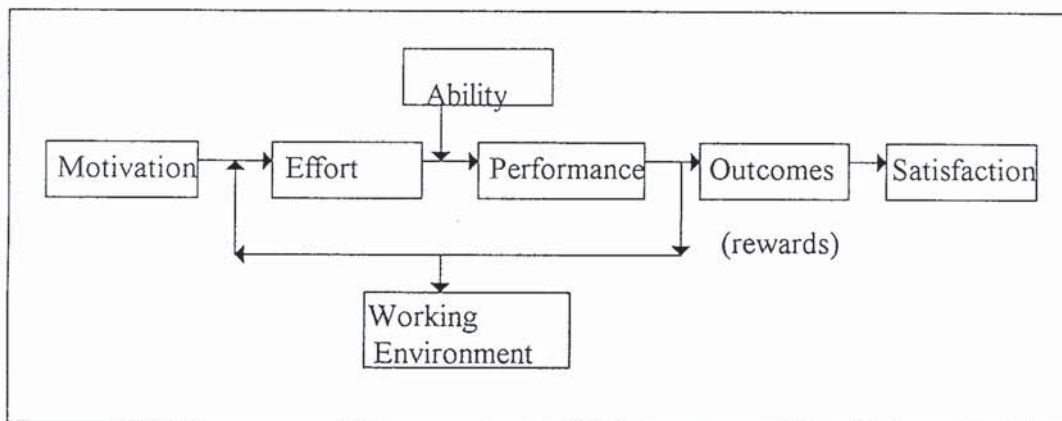 Ability
Motivation
Effort
Performance
Outcomes
Satisfaction
(rewards)
Working
Environment